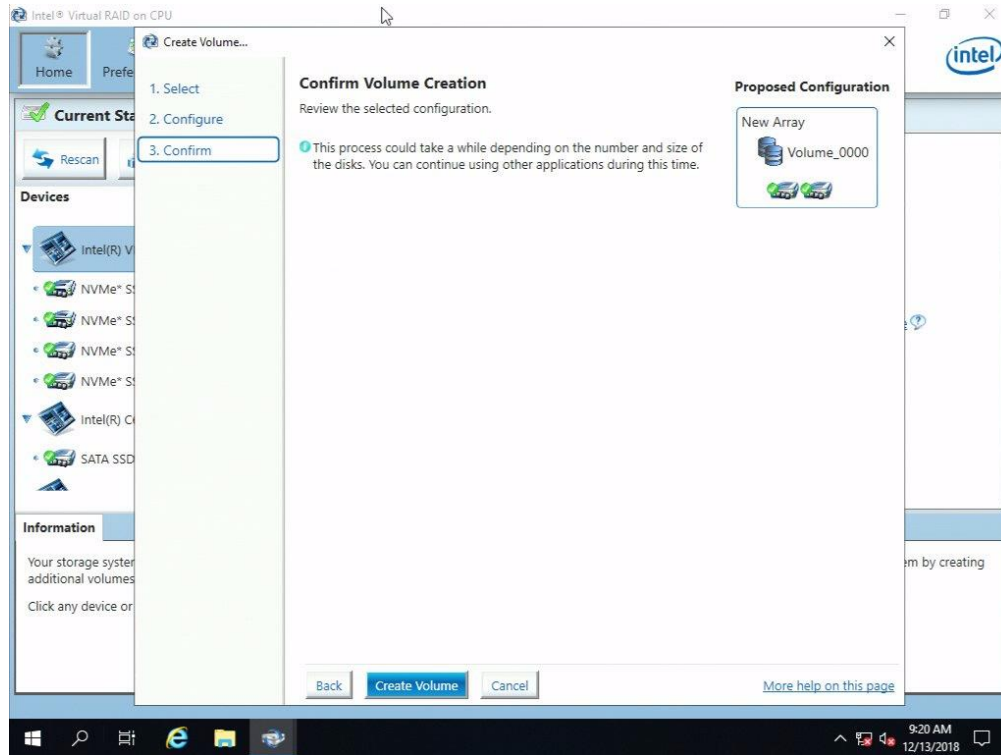 Intel® Virtual RAID on CPU
Home
Prefe
intel
Create Volume...
1. Select
2. Configure
3. Confirm
Confirm Volume Creation
Review the selected configuration.
This process could take a while depending on the number and size of
the disks. You can continue using other applications during this time.
Proposed Configuration
New Array
Volume_0000
Current Sta
Rescan
Devices
Intel(R) V
NVMe* S
NVMe* S
NVMe* S
NVMe* S
Intel(R) C
SATA SSD
Information
Your storage system
additional volumes
Click any device or
em by creating
Back
Create Volume
Cancel
More help on this page
9:20 AM
12/13/2018